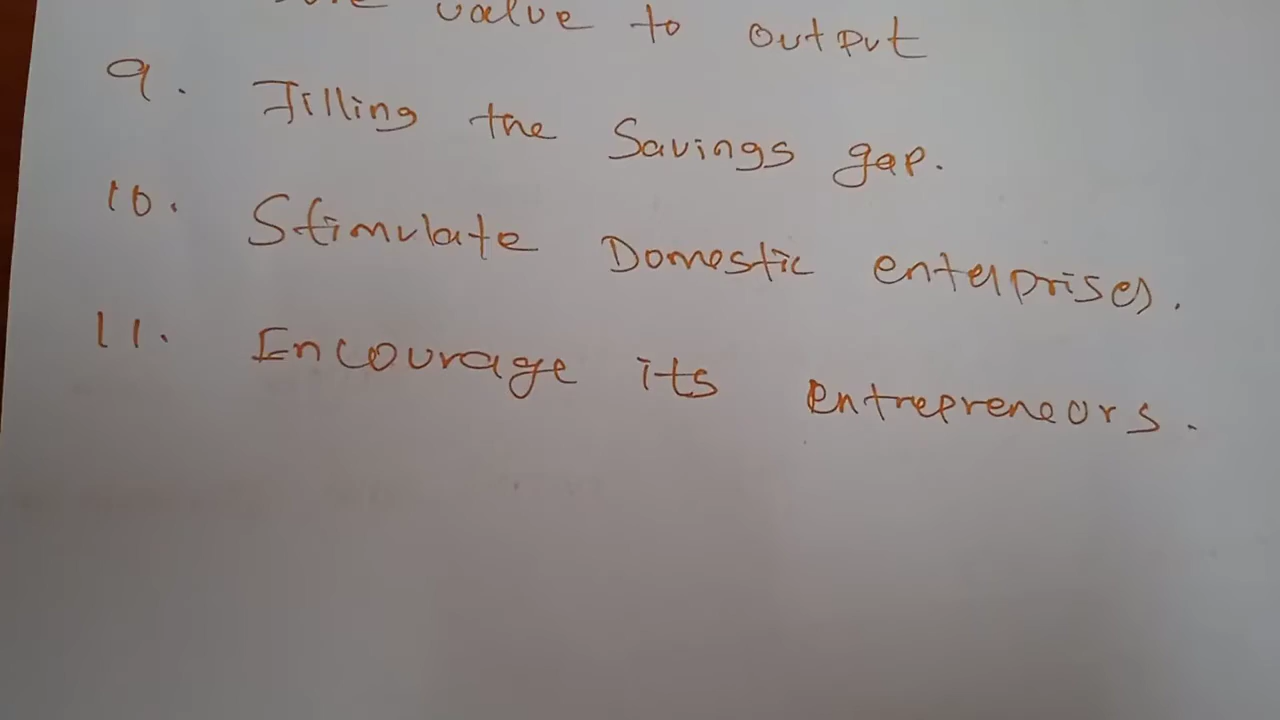 value to output
9. Filling the Savings gap.
10. Stimulate Domestic enterprises.
11. Encourage its entrepreneurs.